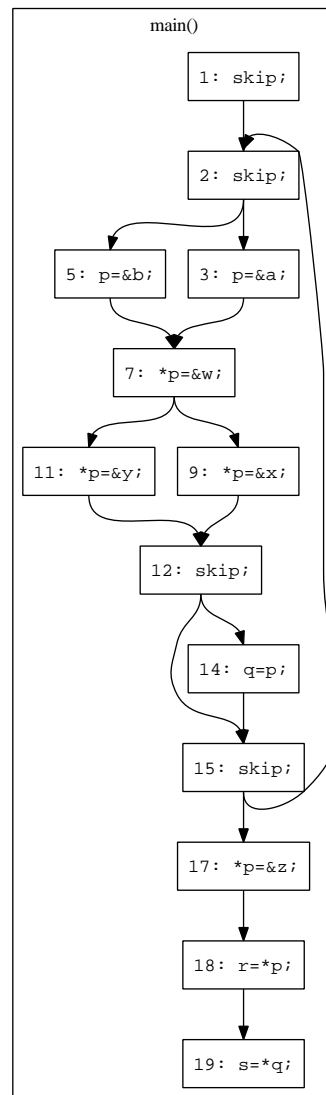 main()
1: skip;
2: skip;
5: p=&b;
3: p=&a;
7: *p=&w;
11: *p=&y;
9: *p=&x;
12: skip;
14: q=p;
15: skip;
17: *p=&z;
18: r=*p;
19: s=*q;